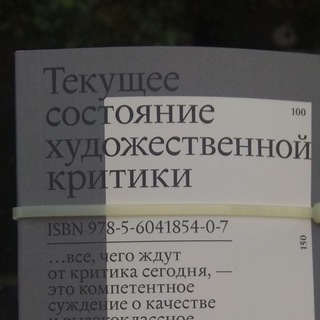 Текущее
состояние
художественной
критики
100
ISBN 978-5-6041854-0-7
150
...все, чего ждут
от критика сегодня, —
это компетентное
суждение о качестве
и высококлассное